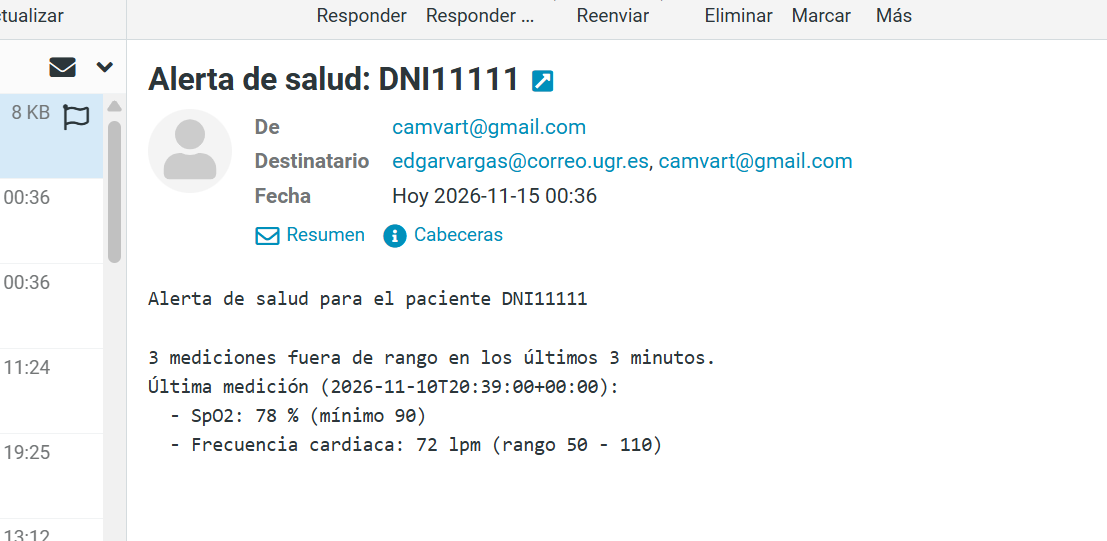 ctualizar
Responder Responder ... Reenviar Eliminar Marcar Más
8 KB
00:36
00:36
11:24
19:25
13:12
Alerta de salud: DNI11111
De camvart@gmail.com
Destinatario edgarvargas@correo.ugr.es, camvart@gmail.com
Fecha Hoy 2026-11-15 00:36
Resumen Cabeceras
Alerta de salud para el paciente DNI11111
3 mediciones fuera de rango en los últimos 3 minutos.
Última medición (2026-11-10T20:39:00+00:00):
- SpO2: 78 % (mínimo 90)
- Frecuencia cardiaca: 72 lpm (rango 50 - 110)